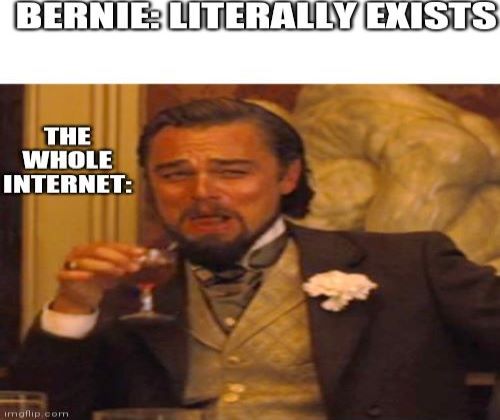 BERNIE: LITERALLY EXISTS
THE
WHOLE
INTERNET:
imgflip.com